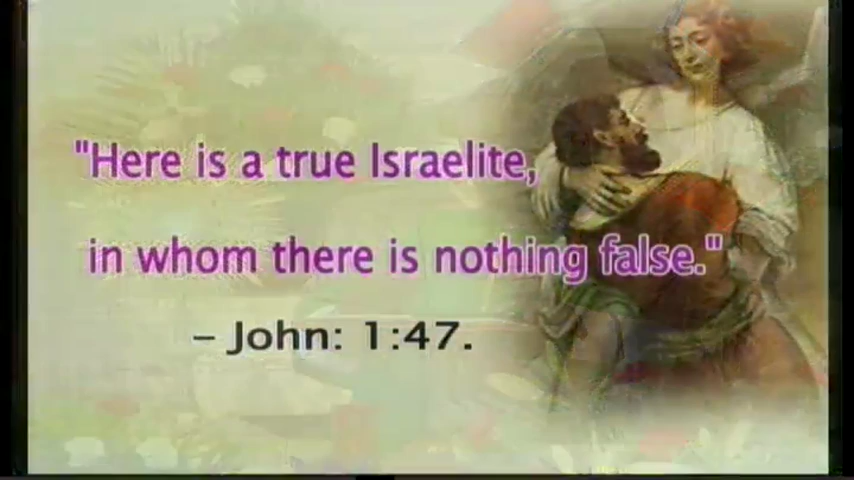 "Here is a true Israelite,
in whom there is nothing false."
– John: 1:47.